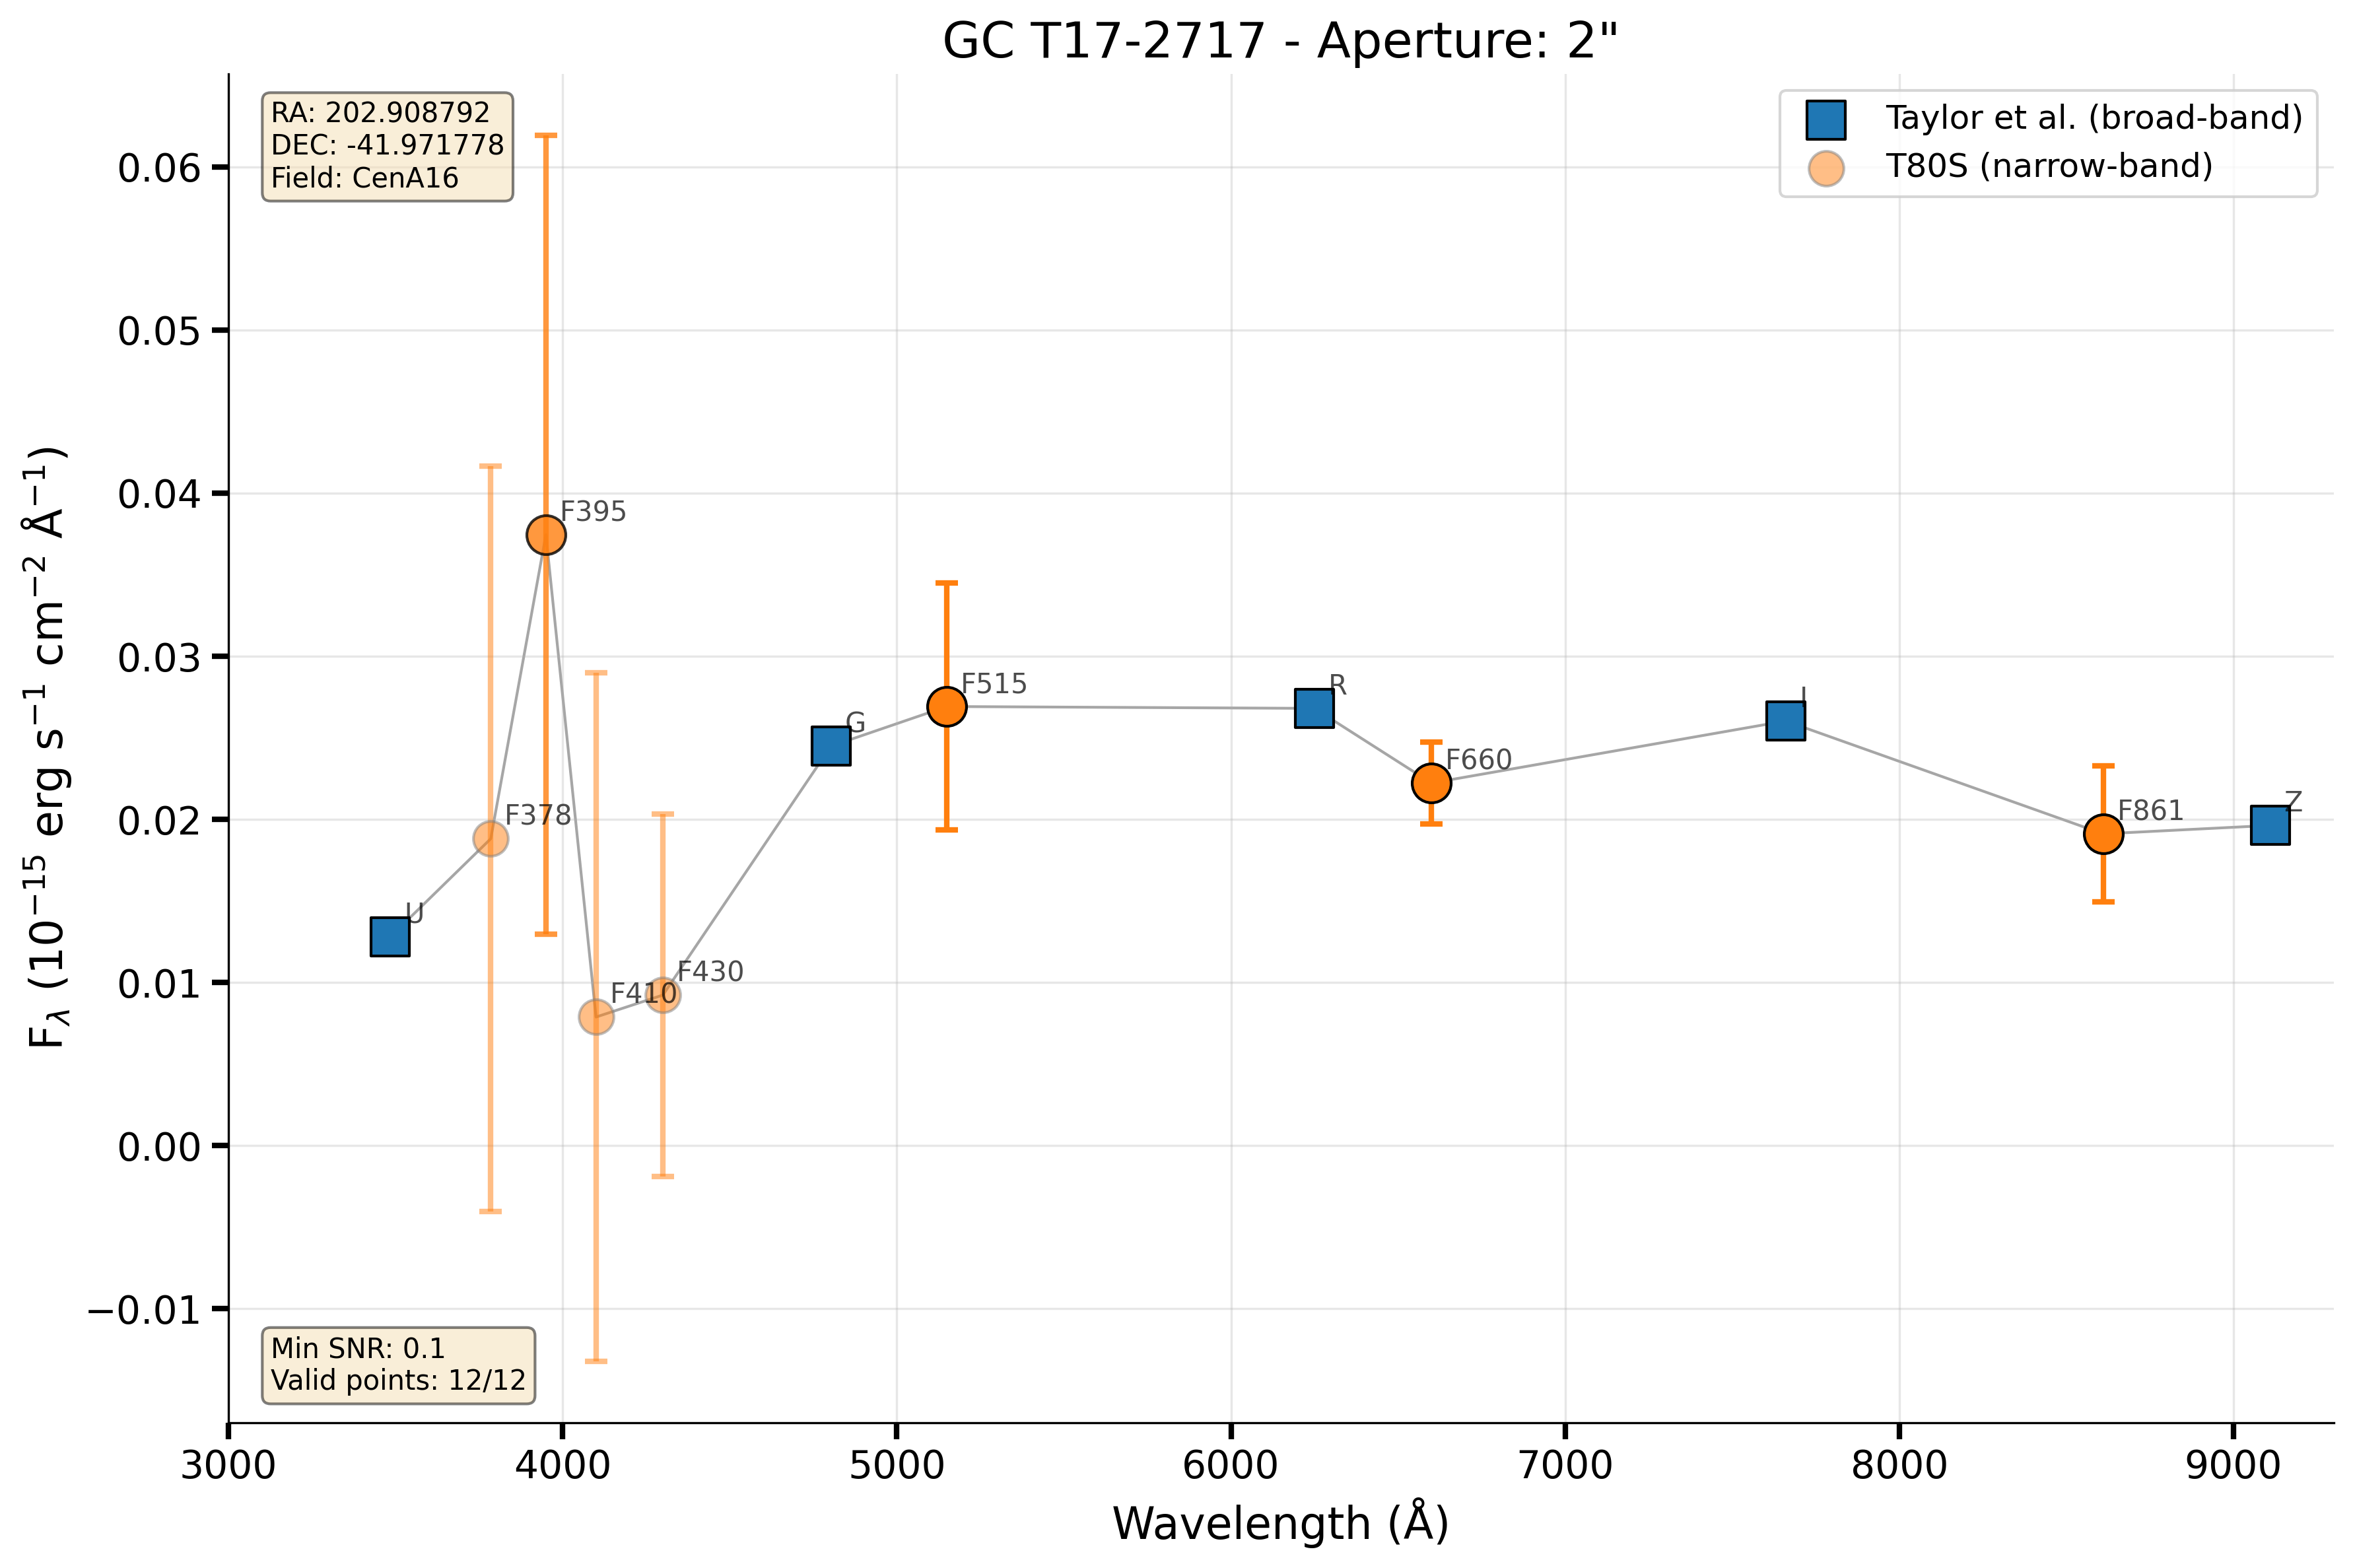 GC T17-2717 - Aperture: 2"
RA: 202.908792
DEC: -41.971778
Field: CenA16
Taylor et al. (broad-band)
T80S (narrow-band)
0.06
0.05
0.04
0.03
0.02
0.01
0.00
−0.01
F395
F378
U
F410
F430
G
F515
R
F660
I
F861
Z
Min SNR: 0.1
Valid points: 12/12
3000
4000
5000
6000
7000
8000
9000
Wavelength (Å)
Fλ (10⁻¹⁵ erg s⁻¹ cm⁻² Å⁻¹)